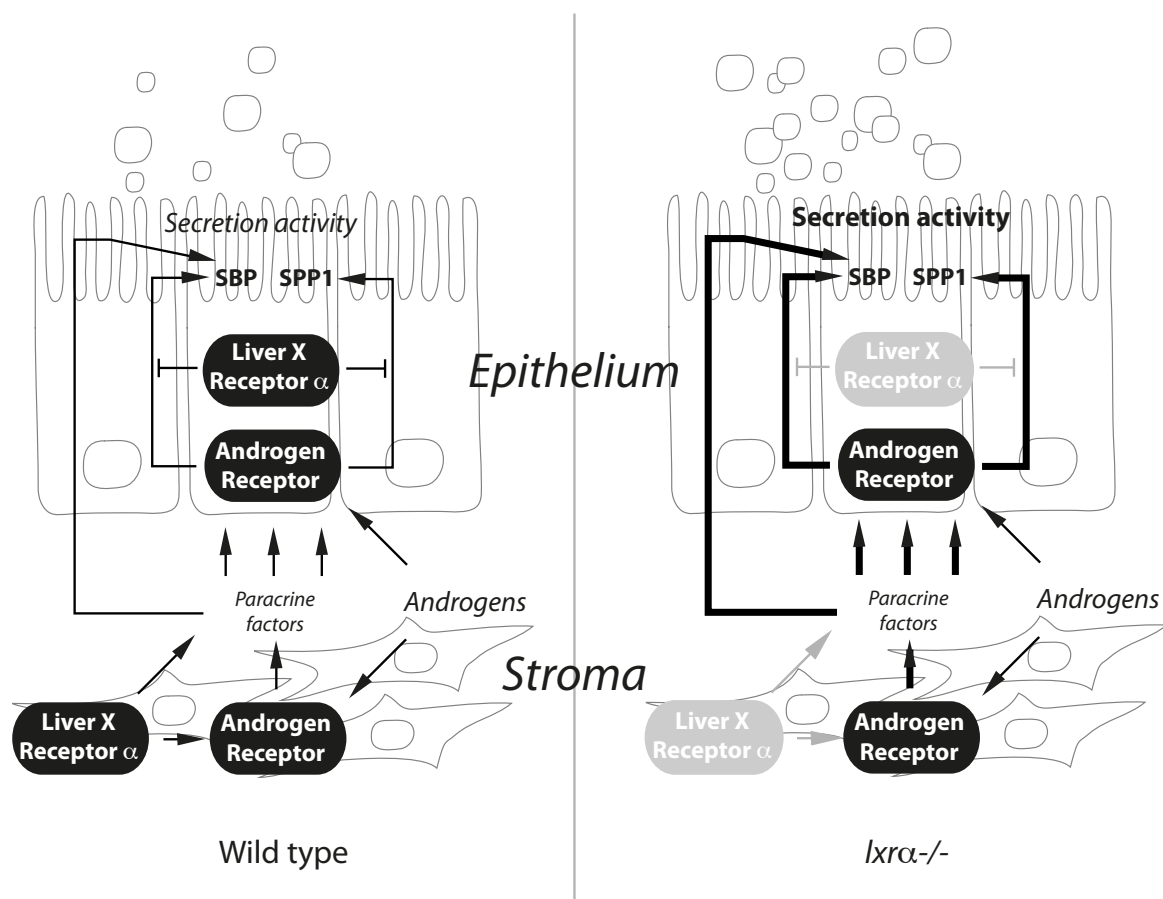 Secretion activity
SBP SPP1
Liver X
Receptor α
Androgen
Receptor
Paracrine
factors
Androgens
Liver X
Receptor α
Androgen
Receptor
Wild type
Epithelium
Stroma
Secretion activity
SBP SPP1
Liver X
Receptor α
Androgen
Receptor
Paracrine
factors
Androgens
Liver X
Receptor α
Androgen
Receptor
lxrα-/-